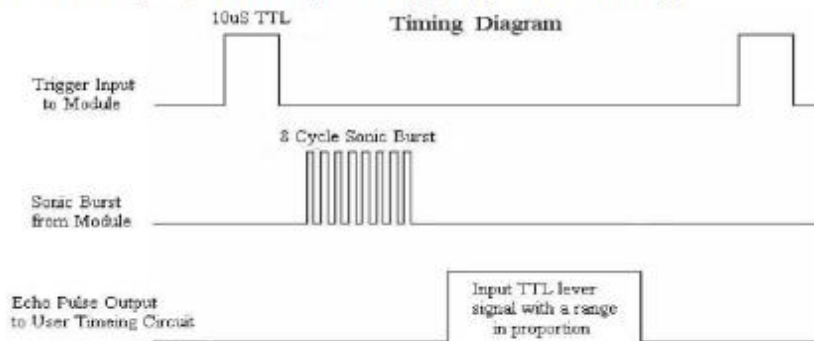 10uS TTL
Timing Diagram
Trigger Input
to Module
8 Cycle Sonic Burst
Sonic Burst
from Module
Echo Pulse Output
to User Timeing Circuit
Input TTL lever
signal with a range
in proportion